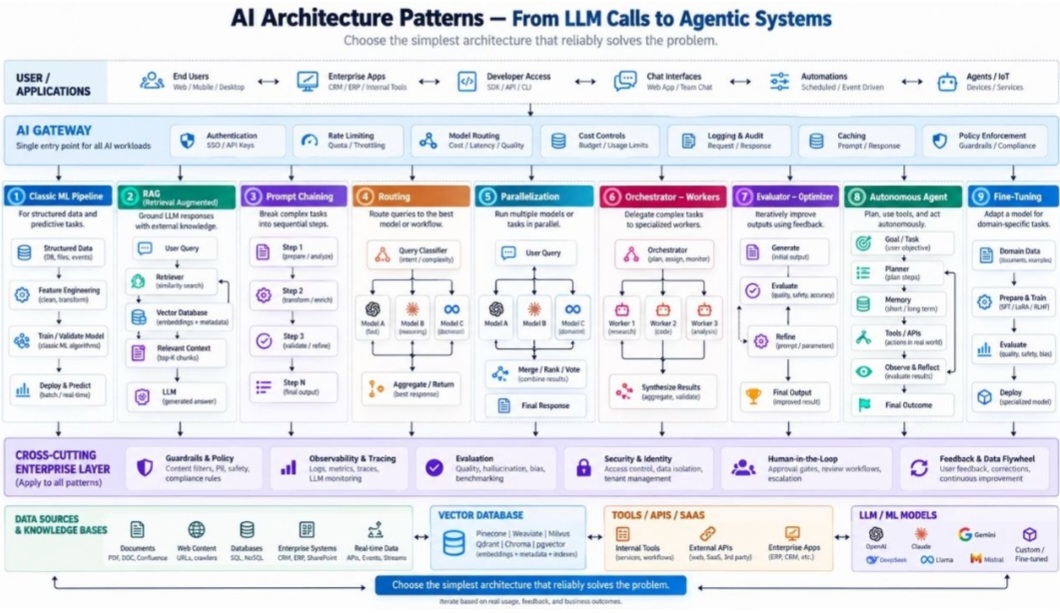 AI Architecture Patterns — From LLM Calls to Agentic Systems
Choose the simplest architecture that reliably solves the problem.
USER /
APPLICATIONS
End Users
Web / Mobile / Desktop
Enterprise Apps
CRM / ERP / Internal Tools
Developer Access
SDK / API / CLI
Chat Interfaces
Web App / Team Chat
Automations
Scheduled / Event Driven
Agents / IoT
Devices / Services
AI GATEWAY
Single entry point for all AI workloads
Authentication
SSO / API Keys
Rate Limiting
Quota / Throttling
Model Routing
Cost / Latency / Quality
Cost Controls
Budget / Usage Limits
Logging & Audit
Request / Response
Caching
Prompt / Response
Policy Enforcement
Guardrails / Compliance
1 Classic ML Pipeline
For structured data and
predictive tasks.
Structured Data
(DB, files, events)
Feature Engineering
(clean, transform)
Train / Validate Model
(classic ML algorithms)
Deploy & Predict
(batch / real-time)
2 RAG
(Retrieval Augmented)
Ground LLM responses
with external knowledge.
User Query
Retriever
(similarity search)
Vector Database
(embeddings + metadata)
Relevant Context
(top-K chunks)
LLM
(generated answer)
3 Prompt Chaining
Break complex tasks
into sequential steps.
Step 1
(prepare / analyze)
Step 2
(transform / enrich)
Step 3
(validate / refine)
Step N
(final output)
4 Routing
Route queries to the best
model or workflow.
Query Classifier
(intent / complexity)
Model A
(fast)
Model B
(reasoning)
Model C
(domain)
Aggregate / Return
(best response)
5 Parallelization
Run multiple models or
tasks in parallel.
User Query
Model A
Model B
Model C
(domain)
Merge / Rank / Vote
(combine results)
Final Response
6 Orchestrator – Workers
Delegate complex tasks
to specialized workers.
Orchestrator
(plan, assign, monitor)
Worker 1
(research)
Worker 2
(code)
Worker 3
(analysis)
Synthesize Results
(aggregate, validate)
7 Evaluator – Optimizer
Iteratively improve
outputs using feedback.
Generate
(initial output)
Evaluate
(quality, safety, accuracy)
Refine
(prompt / parameters)
Final Output
(improved result)
8 Autonomous Agent
Plan, use tools, and act
autonomously.
Goal / Task
(user objective)
Planner
(plan steps)
Memory
(short / long term)
Tools / APIs
(actions in real world)
Observe & Reflect
(evaluate results)
Final Outcome
9 Fine-Tuning
Adapt a model for
domain-specific tasks.
Domain Data
(documents, examples)
Prepare & Train
(SFT / LoRA / RLHF)
Evaluate
(quality, safety, bias)
Deploy
(specialized model)
CROSS-CUTTING
ENTERPRISE LAYER
(Apply to all patterns)
Guardrails & Policy
Content filters, PII, safety,
compliance rules
Observability & Tracing
Logs, metrics, traces,
LLM monitoring
Evaluation
Quality, hallucination, bias,
benchmarking
Security & Identity
Access control, data isolation,
tenant management
Human-in-the-Loop
Approval gates, review workflows,
escalation
Feedback & Data Flywheel
User feedback, corrections,
continuous improvement
DATA SOURCES
& KNOWLEDGE BASES
Documents
PDF, DOC, Confluence
Web Content
URLs, crawlers
Databases
SQL, NoSQL
Enterprise Systems
CRM, ERP, SharePoint
Real-time Data
APIs, Events, Streams
VECTOR DATABASE
Pinecone | Weaviate | Milvus
Qdrant | Chroma | pgvector
(embeddings + metadata + indexes)
TOOLS / APIS / SAAS
Internal Tools
(services, workflows)
External APIs
(web, SaaS, 3rd party)
Enterprise Apps
(ERP, CRM, etc.)
LLM / ML MODELS
OpenAI
Claude
Gemini
DeepSeek
Llama
Mistral
Custom /
Fine-tuned
Choose the simplest architecture that reliably solves the problem.
Iterate based on real usage, feedback, and business outcomes.